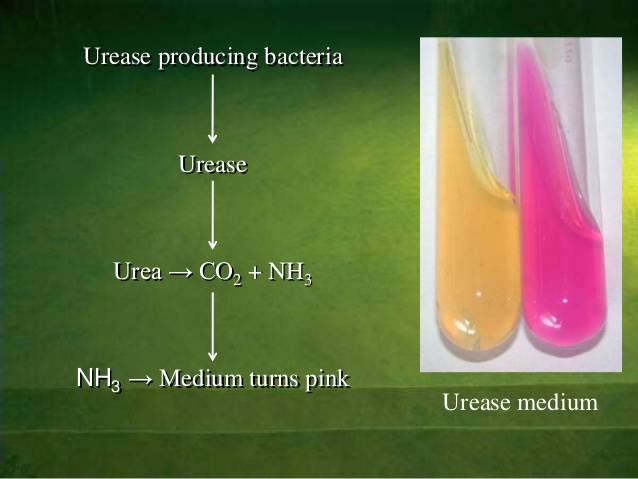 Urease producing bacteria
Urease
Urea → CO₂ + NH₃
NH₃ → Medium turns pink
Urease medium